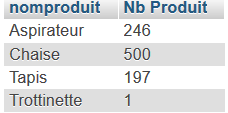 nomproduit Nb Produit
Aspirateur 246
Chaise 500
Tapis 197
Trottinette 1